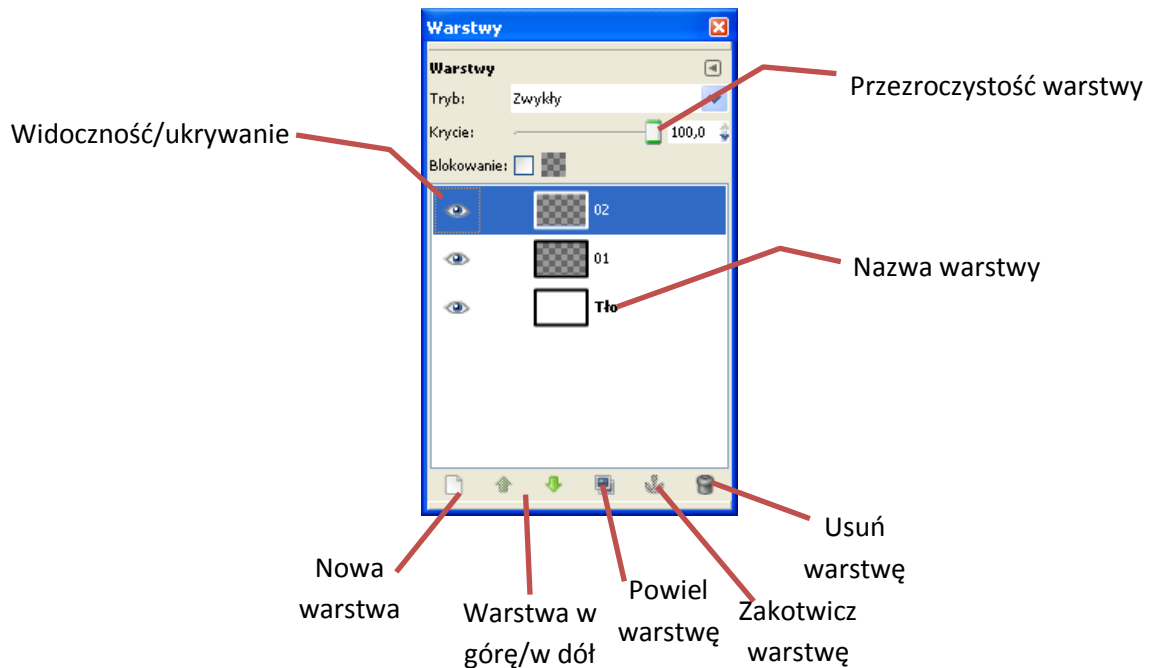 Warstwy
Warstwy
Przezroczystość warstwy
Tryb: Zwykły
Widoczność/ukrywanie
Krycie: 100,0
Blokowanie:
02
01
Nazwa warstwy
Tło
Usuń
warstwę
Nowa
warstwa
Powiel
warstwę
Warstwa w
górę/w dół
Zakotwicz
warstwę